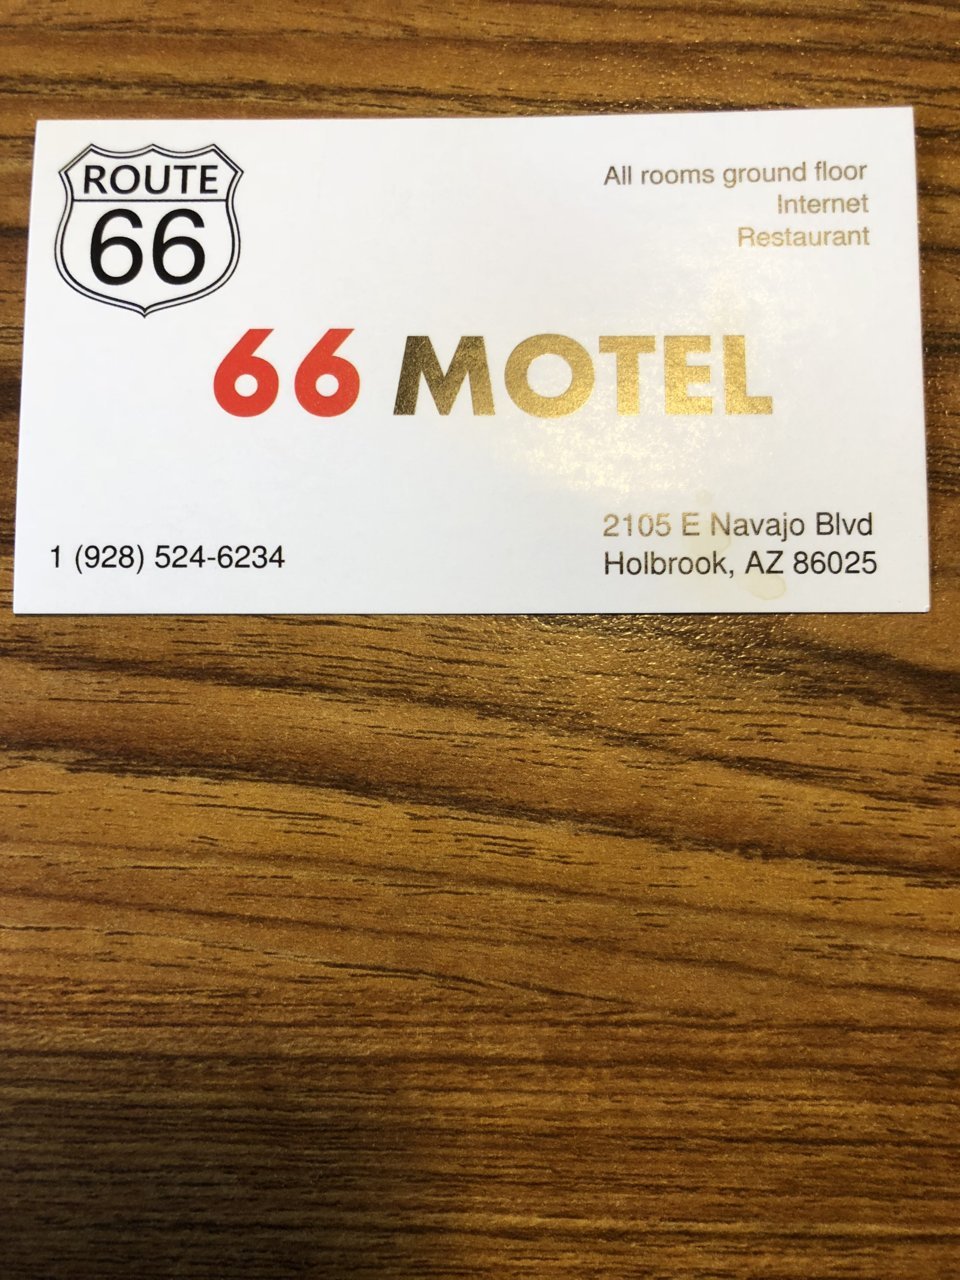 ROUTE
66
All rooms ground floor
Internet
Restaurant
66 MOTEL
1 (928) 524-6234
2105 E Navajo Blvd
Holbrook, AZ 86025